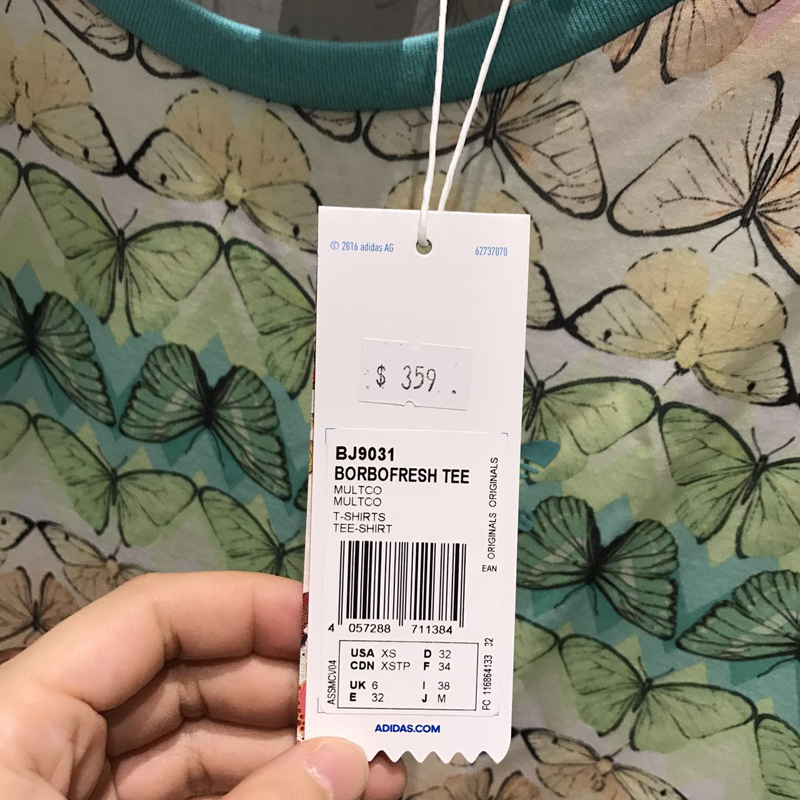 © 2016 adidas AG 62737070
$ 359
BJ9031
BORBOFRESH TEE
MULTCO
MULTCO
T-SHIRTS
TEE-SHIRT
ORIGINALS ORIGINALS
EAN
4 057288 711384
USA XS D 32
CDN XSTP F 34
UK 6 I 38
E 32 J M
ASSMCV04
PC 116864133 32
ADIDAS.COM